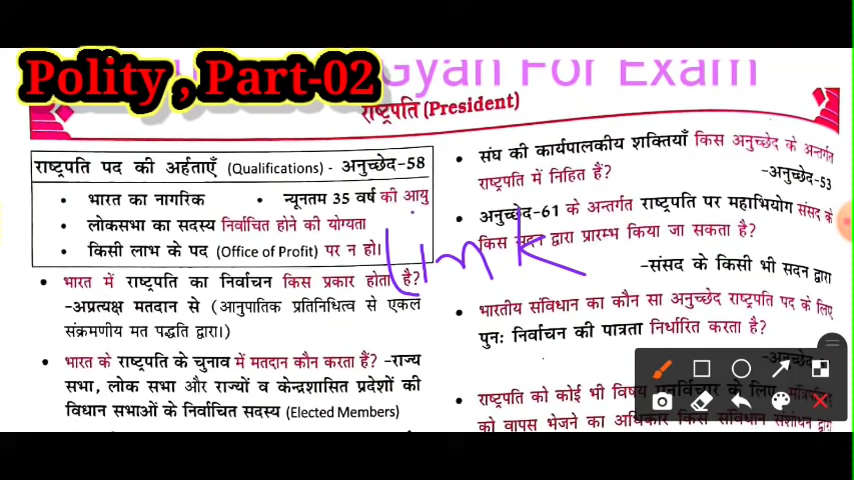 Polity , Part-02
Gyan For Exam
राष्ट्रपति (President)
राष्ट्रपति पद की अर्हताएँ (Qualifications) - अनुच्छेद-58
• भारत का नागरिक • न्यूनतम 35 वर्ष की आयु
• लोकसभा का सदस्य निर्वाचित होने की योग्यता
• किसी लाभ के पद (Office of Profit) पर न हो।
• भारत में राष्ट्रपति का निर्वाचन किस प्रकार होता है?
-अप्रत्यक्ष मतदान से (आनुपातिक प्रतिनिधित्व से एकल
संक्रमणीय मत पद्धति द्वारा।)
• भारत के राष्ट्रपति के चुनाव में मतदान कौन करता हैं? -राज्य
सभा, लोक सभा और राज्यों व केन्द्रशासित प्रदेशों की
विधान सभाओं के निर्वाचित सदस्य (Elected Members)
• संघ की कार्यपालकीय शक्तियाँ किस अनुच्छेद के अन्तर्गत
राष्ट्रपति में निहित हैं? -अनुच्छेद-53
• अनुच्छेद-61 के अन्तर्गत राष्ट्रपति पर महाभियोग संसद के
किस सदन द्वारा प्रारम्भ किया जा सकता है?
-संसद के किसी भी सदन द्वारा
• भारतीय संविधान का कौन सा अनुच्छेद राष्ट्रपति पद के लिए
पुनः निर्वाचन की पात्रता निर्धारित करता है?
• राष्ट्रपति को कोई भी विषय के लिए
को वापस भेजने का अधिकार किस संविधान संशोधन द्वारा
link